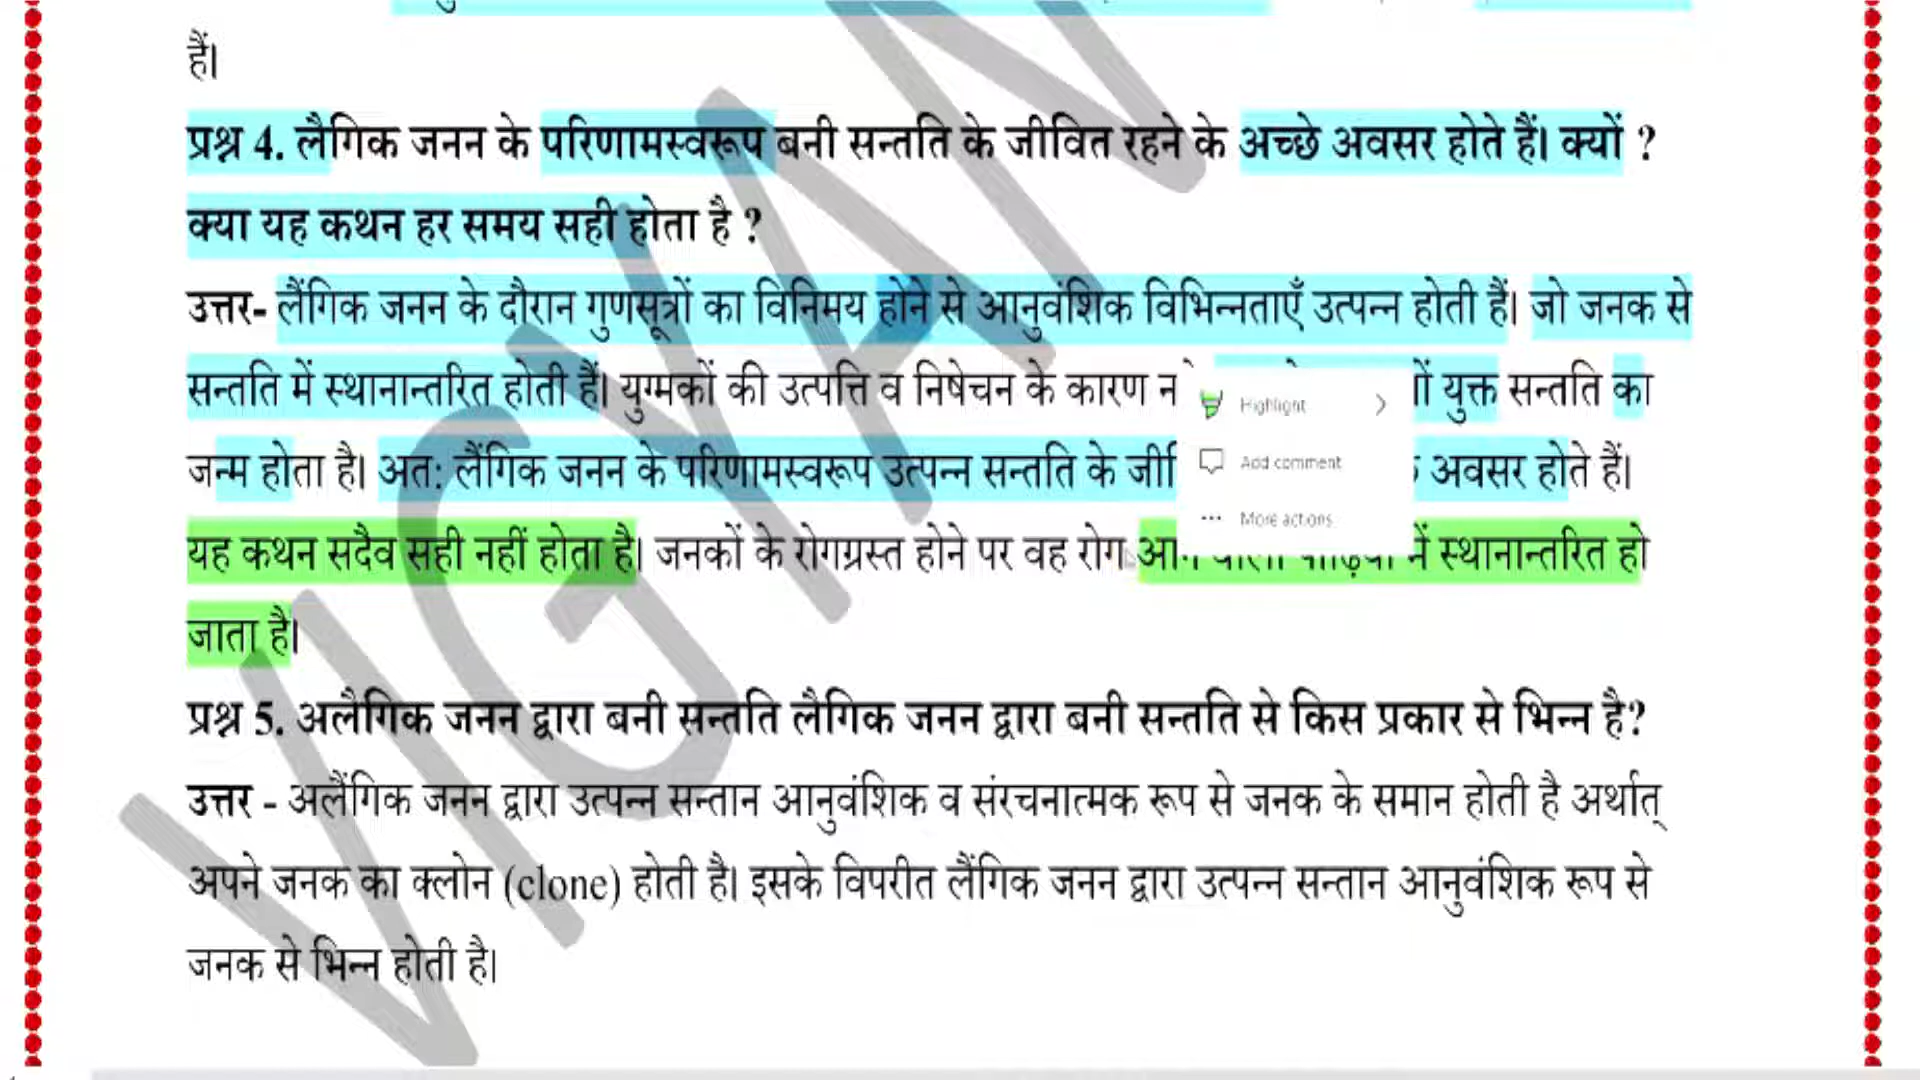 हैं।
प्रश्न 4. लैगिक जनन के परिणामस्वरूप बनी सन्तति के जीवित रहने के अच्छे अवसर होते हैं। क्यों ?
क्या यह कथन हर समय सही होता है ?
उत्तर- लैंगिक जनन के दौरान गुणसूत्रों का विनिमय होने से आनुवंशिक विभिन्नताएँ उत्पन्न होती हैं। जो जनक से
सन्तति में स्थानान्तरित होती हैं। युग्मकों की उत्पत्ति व निषेचन के कारण युक्त सन्तति का
Highlight
जन्म होता है। अत: लैंगिक जनन के परिणामस्वरूप उत्पन्न सन्तति के अवसर होते हैं।
Add comment
More actions
यह कथन सदैव सही नहीं होता है। जनकों के रोगग्रस्त होने पर वह रोग में स्थानान्तरित हो
जाता है।
प्रश्न 5. अलैगिक जनन द्वारा बनी सन्तति लैगिक जनन द्वारा बनी सन्तति से किस प्रकार से भिन्न है?
उत्तर - अलैंगिक जनन द्वारा उत्पन्न सन्तान आनुवंशिक व संरचनात्मक रूप से जनक के समान होती है अर्थात्
अपने जनक का क्लोन (clone) होती है। इसके विपरीत लैंगिक जनन द्वारा उत्पन्न सन्तान आनुवंशिक रूप से
जनक से भिन्न होती है।
VIGYAN